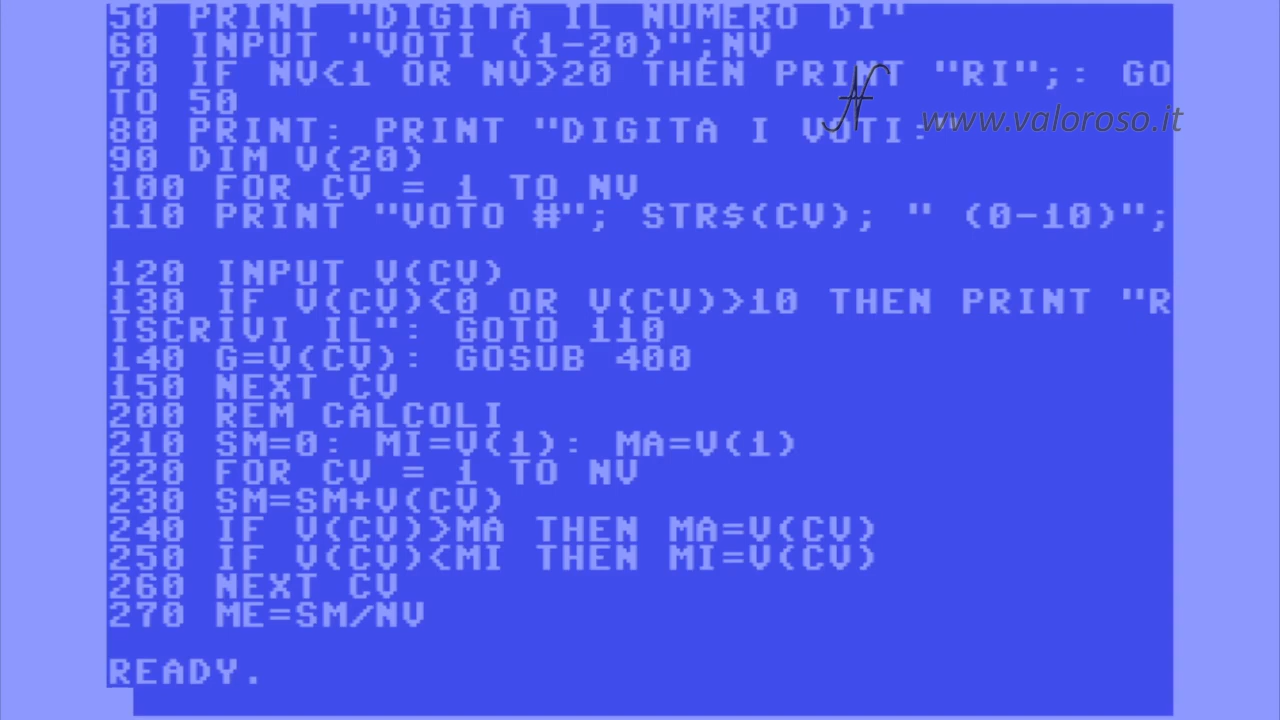 50 PRINT "DIGITA IL NUMERO DI"
60 INPUT "VOTI (1-20)";NV
70 IF NV<1 OR NV>20 THEN PRINT "RI";: GO
TO 50
80 PRINT: PRINT "DIGITA I VOTI:"
www.valoroso.it
90 DIM V(20)
100 FOR CV = 1 TO NV
110 PRINT "VOTO #"; STR$(CV); " (0-10)";
120 INPUT V(CV)
130 IF V(CV)<0 OR V(CV)>10 THEN PRINT "R
ISCRIVI IL": GOTO 110
140 G=V(CV): GOSUB 400
150 NEXT CV
200 REM CALCOLI
210 SM=0: MI=V(1): MA=V(1)
220 FOR CV = 1 TO NV
230 SM=SM+V(CV)
240 IF V(CV)>MA THEN MA=V(CV)
250 IF V(CV)<MI THEN MI=V(CV)
260 NEXT CV
270 ME=SM/NV
READY.